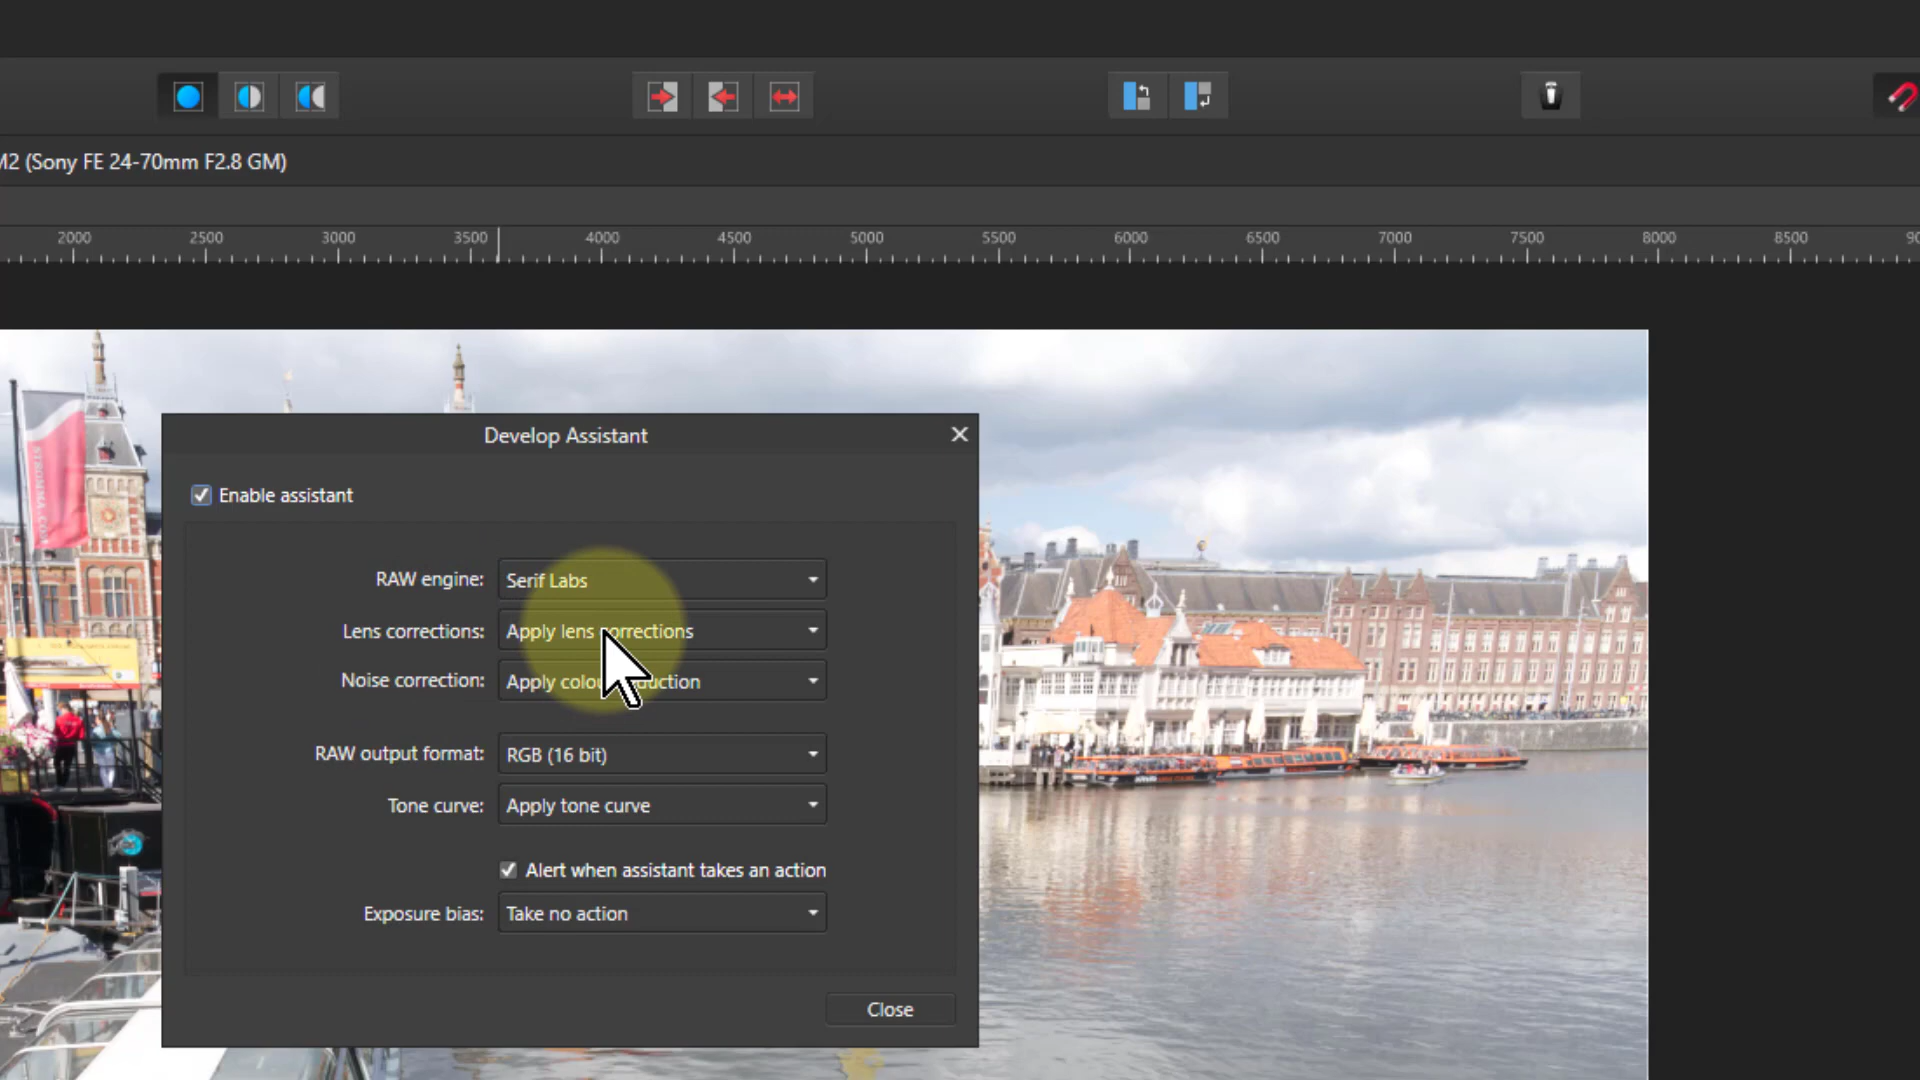 M2 (Sony FE 24-70mm F2.8 GM)
2000 2500 3000 3500 4000 4500 5000 5500 6000 6500 7000 7500 8000 8500
Develop Assistant
Enable assistant
RAW engine: Serif Labs
Lens corrections: Apply lens corrections
Noise correction: Apply colour reduction
RAW output format: RGB (16 bit)
Tone curve: Apply tone curve
Alert when assistant takes an action
Exposure bias: Take no action
Close